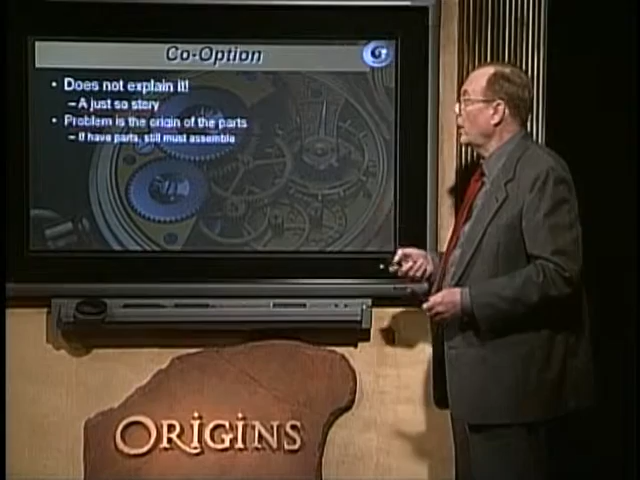 Co-Option
• Does not explain it!
– A just so story
• Problem is the origin of the parts
– If have parts, still must assemble
ORIGINS